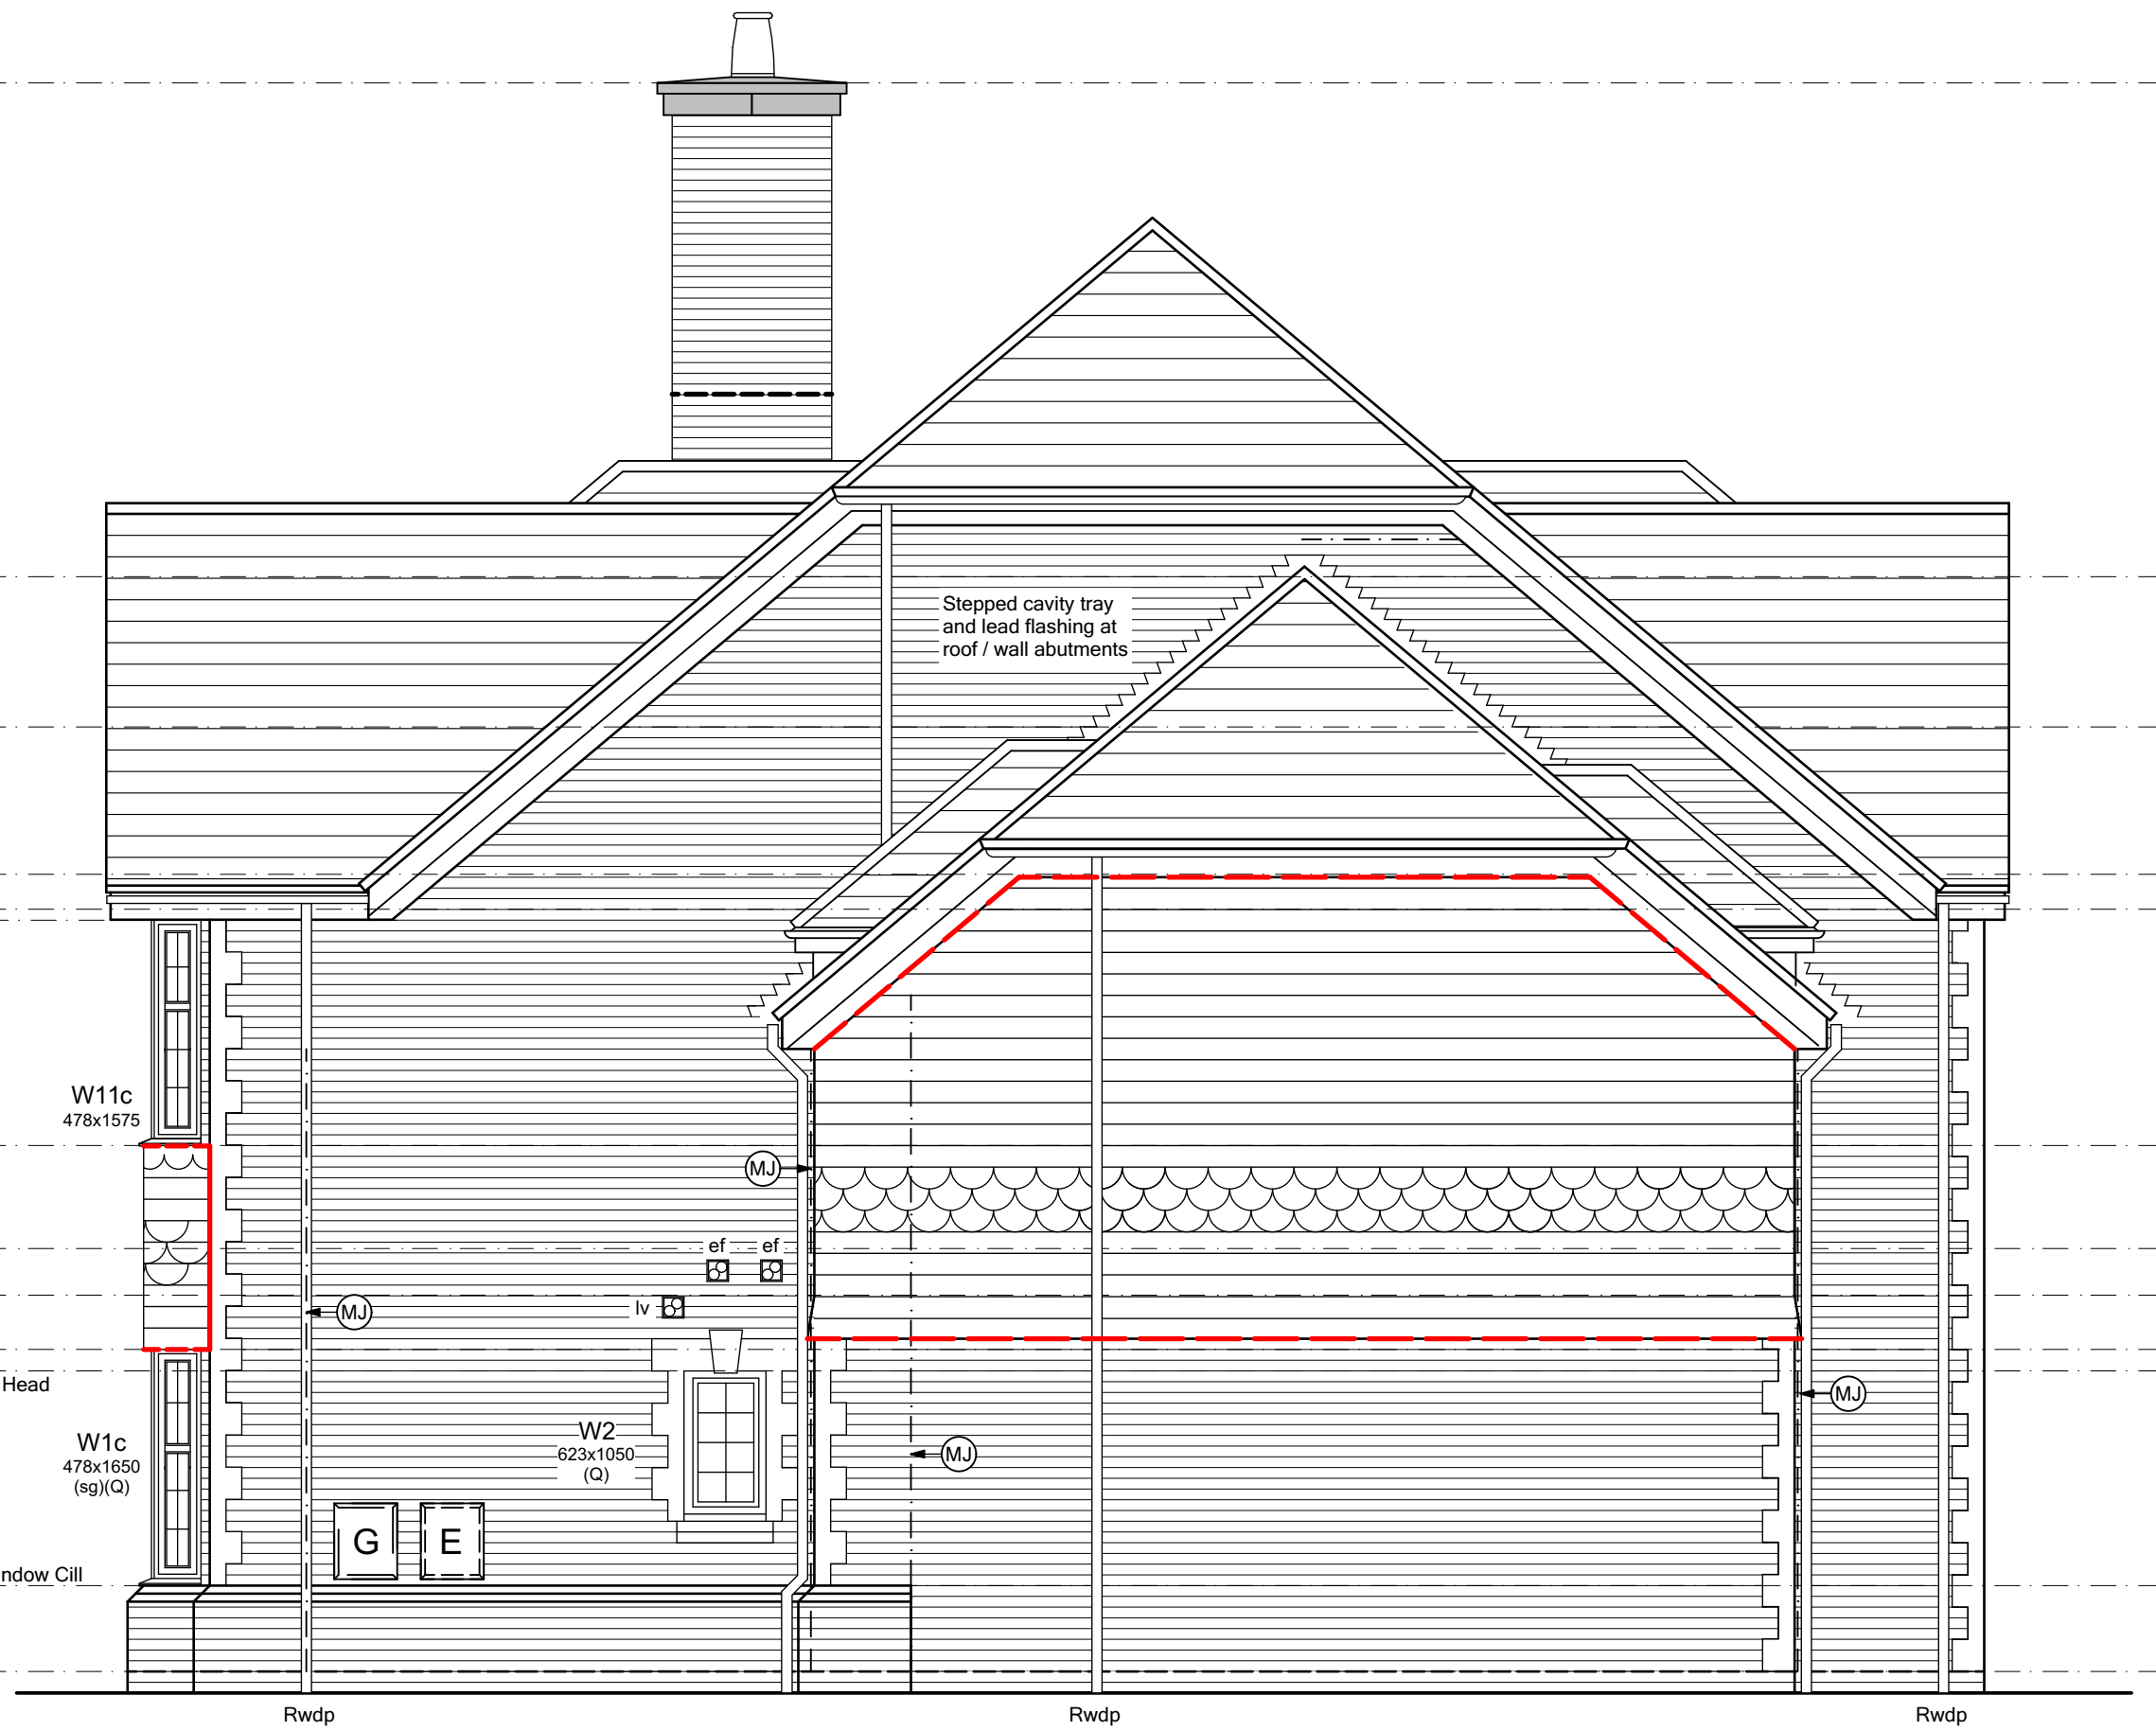 Stepped cavity tray
and lead flashing at
roof / wall abutments
W11c
478x1575
MJ
ef ef
lv
MJ
Head
MJ
W1c
478x1650
(sg)(Q)
W2
623x1050
(Q)
MJ
G E
ndow Cill
Rwdp Rwdp Rwdp